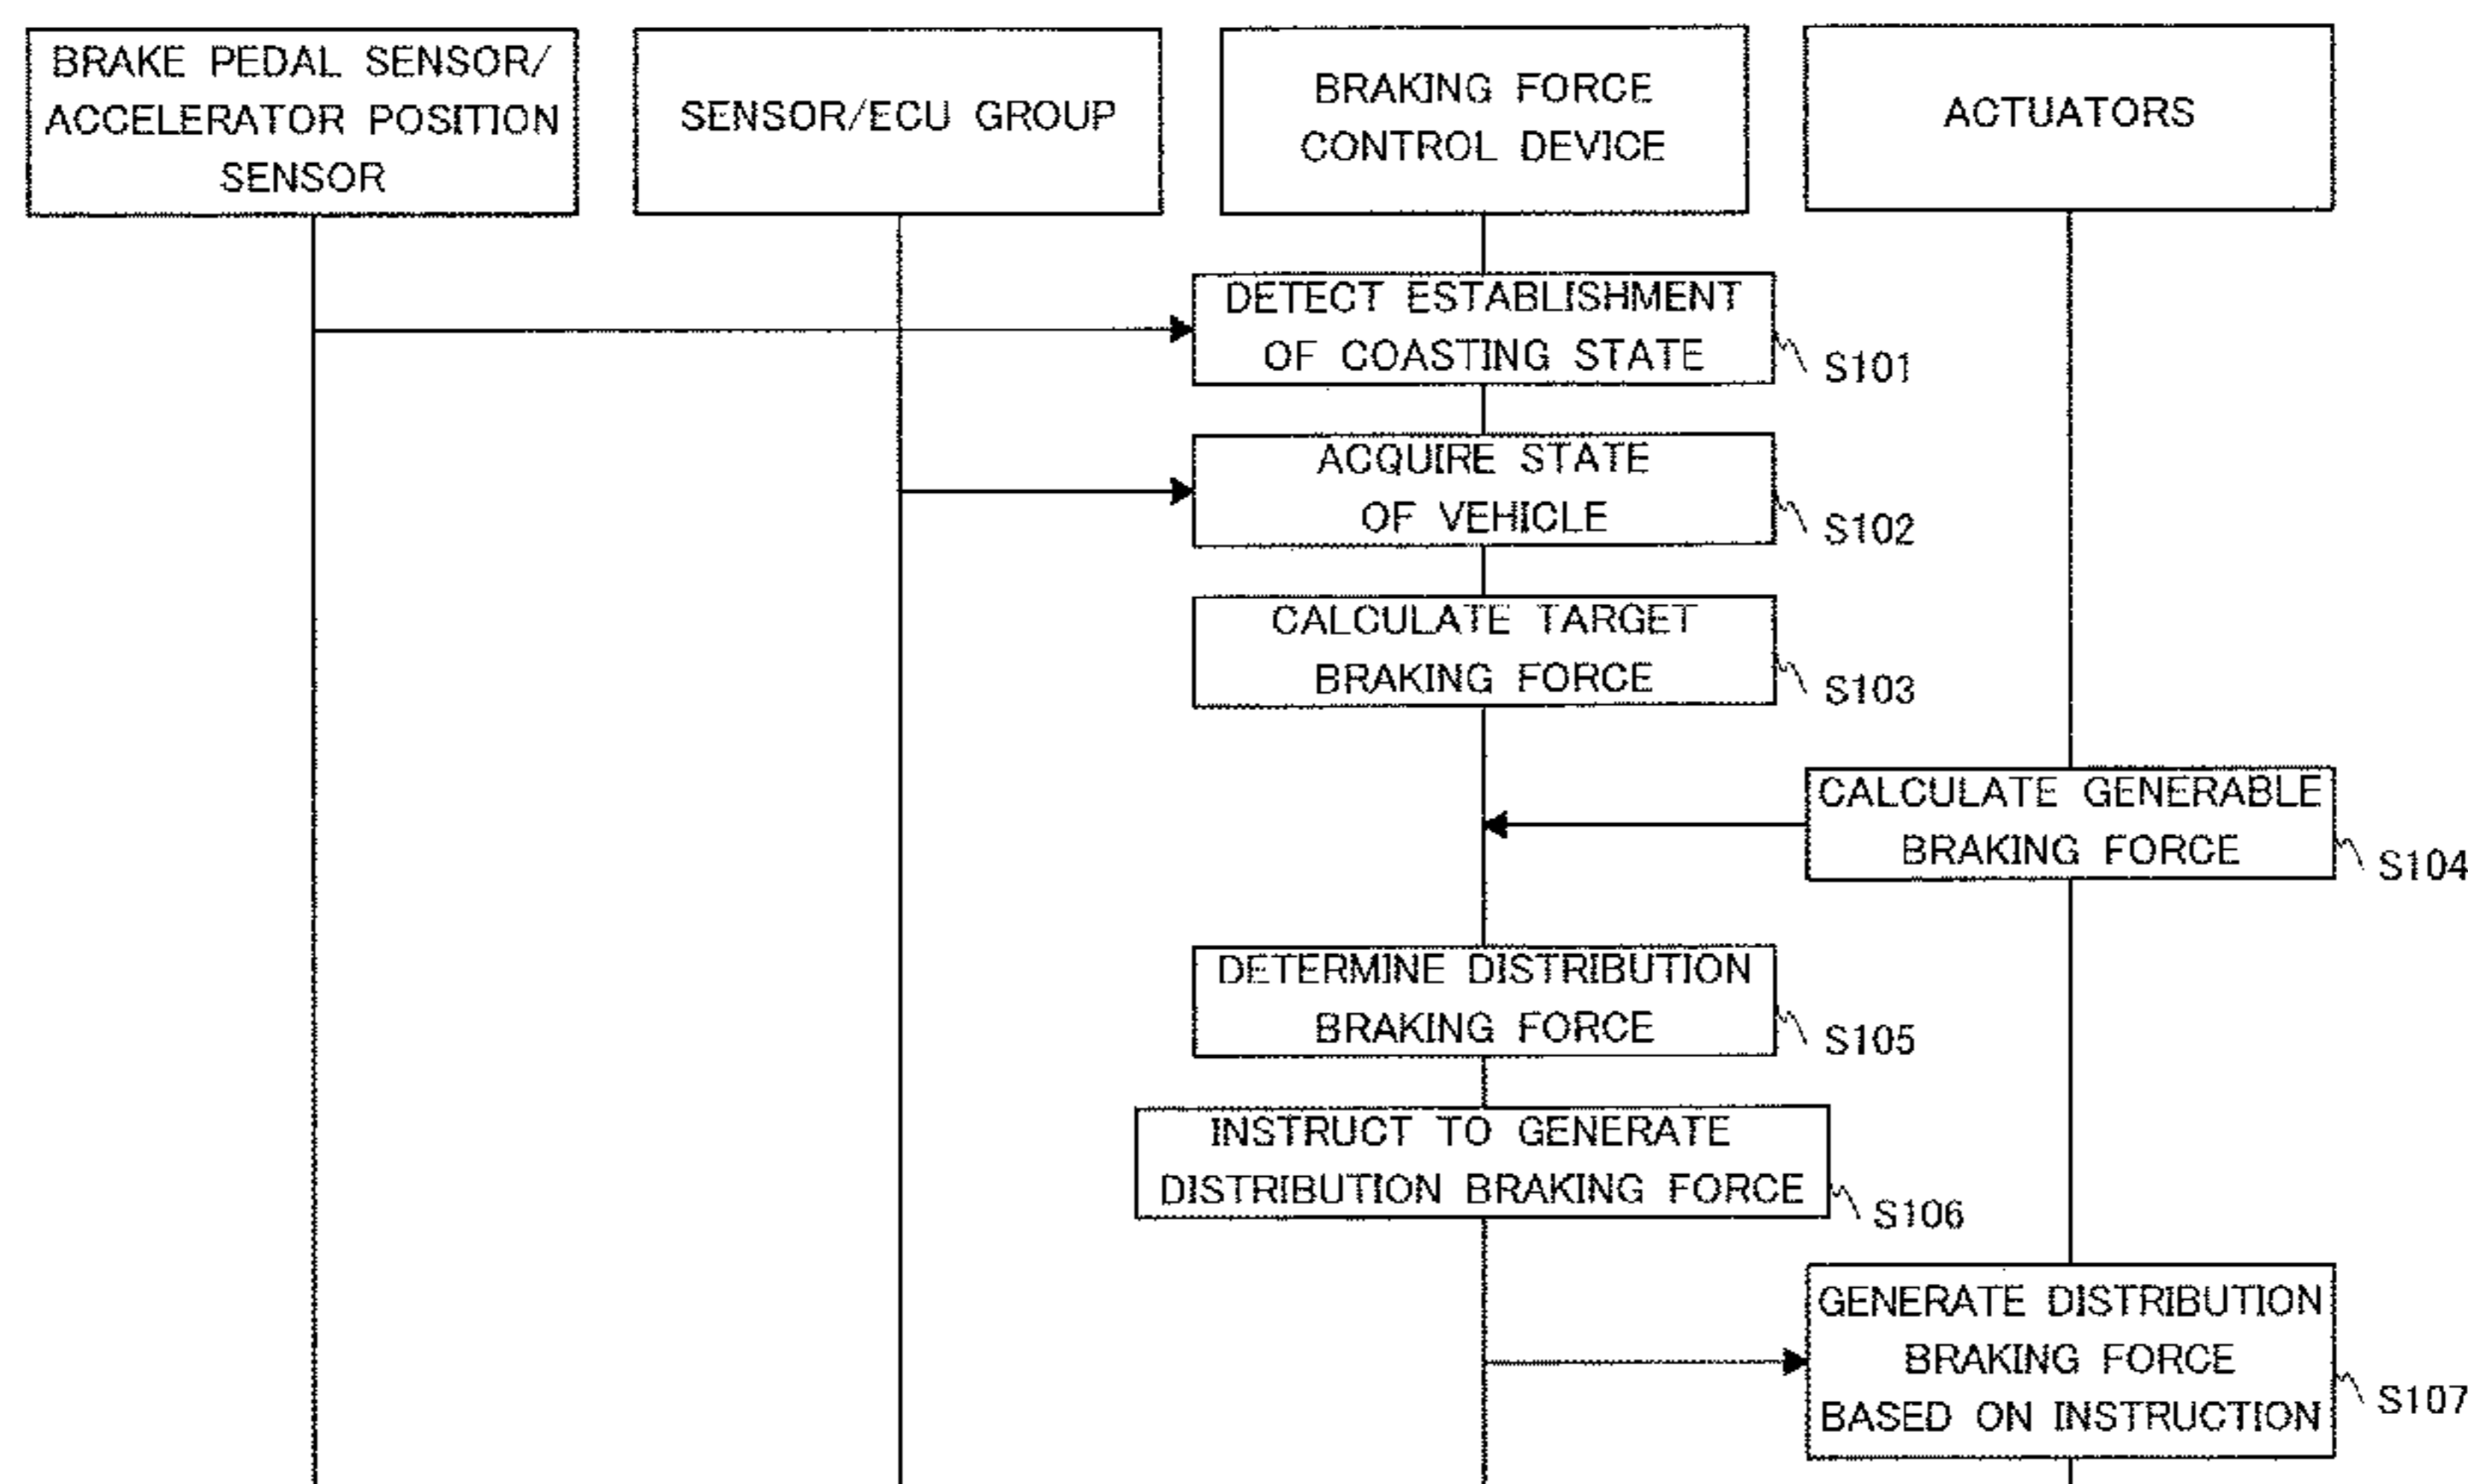 BRAKE PEDAL SENSOR/
ACCELERATOR POSITION
SENSOR
SENSOR/ECU GROUP
BRAKING FORCE
CONTROL DEVICE
ACTUATORS
DETECT ESTABLISHMENT
OF COASTING STATE
S101
ACQUIRE STATE
OF VEHICLE
S102
CALCULATE TARGET
BRAKING FORCE
S103
CALCULATE GENERABLE
BRAKING FORCE
S104
DETERMINE DISTRIBUTION
BRAKING FORCE
S105
INSTRUCT TO GENERATE
DISTRIBUTION BRAKING FORCE
S106
GENERATE DISTRIBUTION
BRAKING FORCE
BASED ON INSTRUCTION
S107